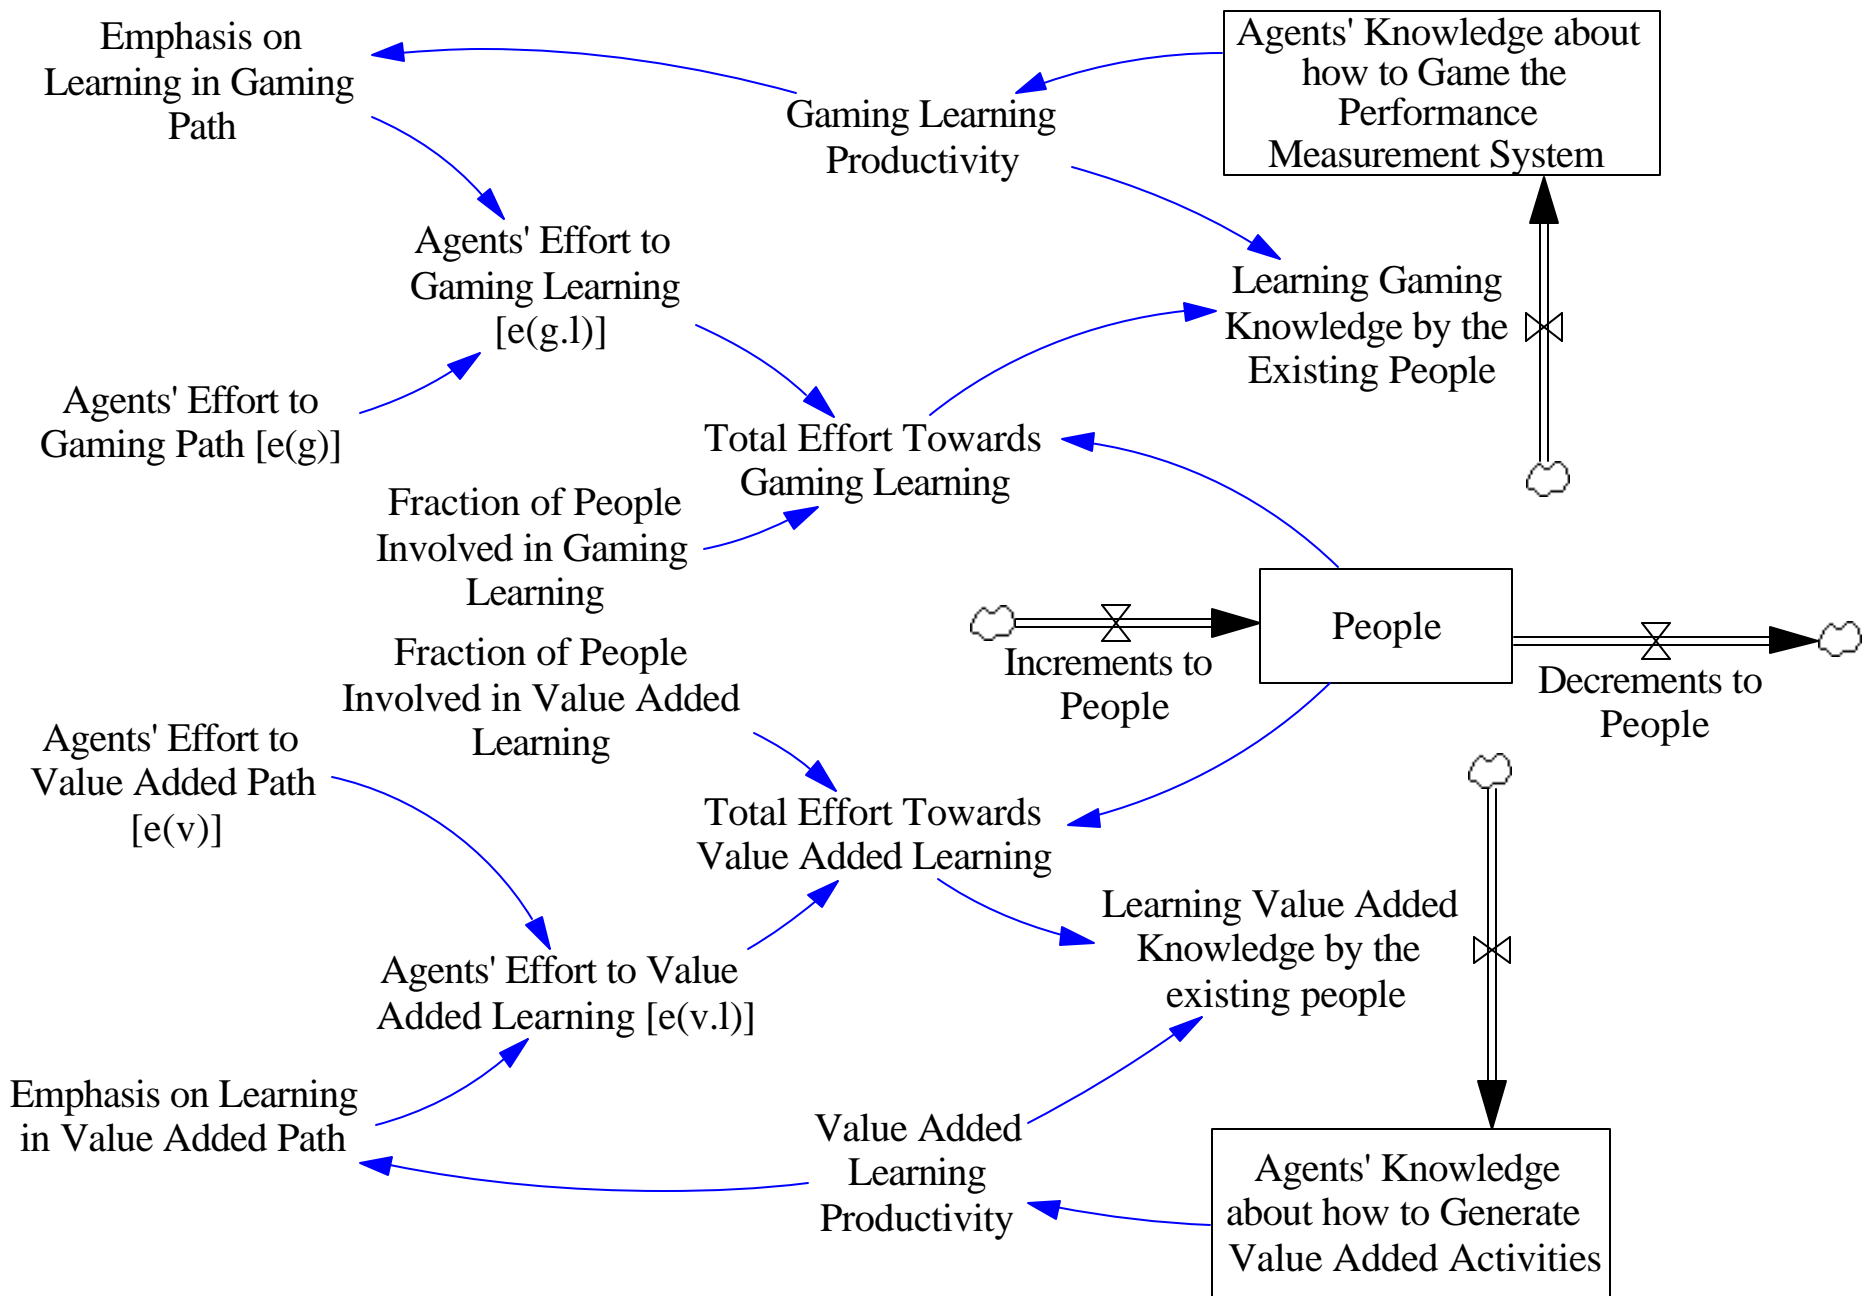 Emphasis on
Learning in Gaming
Path
Gaming Learning
Productivity
Agents' Knowledge about
how to Game the
Performance
Measurement System
Agents' Effort to
Gaming Learning
[e(g.l)]
Learning Gaming
Knowledge by the
Existing People
Agents' Effort to
Gaming Path [e(g)]
Total Effort Towards
Gaming Learning
Fraction of People
Involved in Gaming
Learning
People
Increments to
People
Decrements to
People
Fraction of People
Involved in Value Added
Learning
Agents' Effort to
Value Added Path
[e(v)]
Total Effort Towards
Value Added Learning
Learning Value Added
Knowledge by the
existing people
Agents' Effort to Value
Added Learning [e(v.l)]
Emphasis on Learning
in Value Added Path
Value Added
Learning
Productivity
Agents' Knowledge
about how to Generate
Value Added Activities